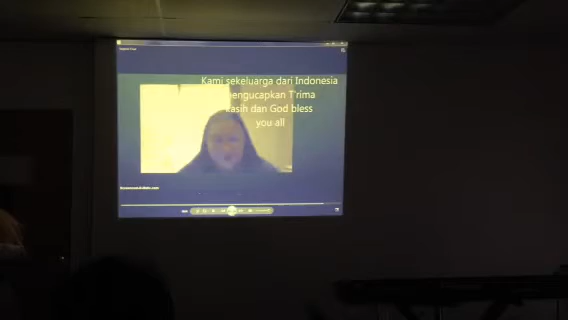 Kami sekeluarga dari Indonesia
mengucapkan T'rima
kasih dan God bless
you all